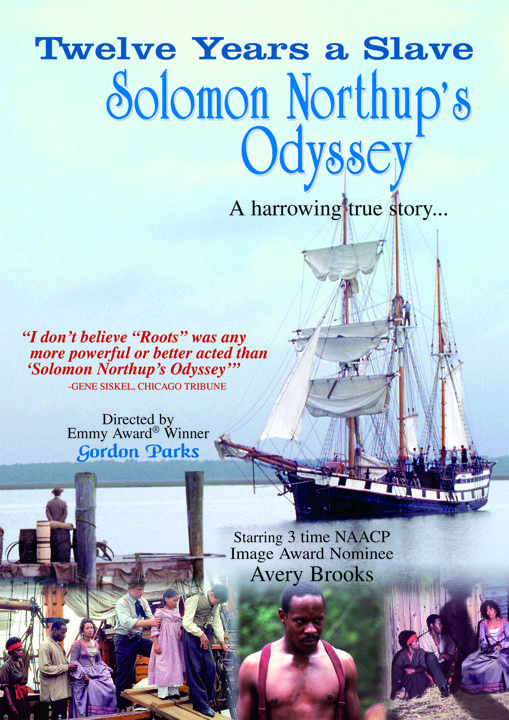 Twelve Years a Slave
Solomon Northup's
Odyssey
A harrowing true story...
“I don’t believe “Roots” was any
more powerful or better acted than
‘Solomon Northup’s Odyssey’”
-GENE SISKEL, CHICAGO TRIBUNE
Directed by
Emmy Award® Winner
Gordon Parks
Starring 3 time NAACP
Image Award Nominee
Avery Brooks